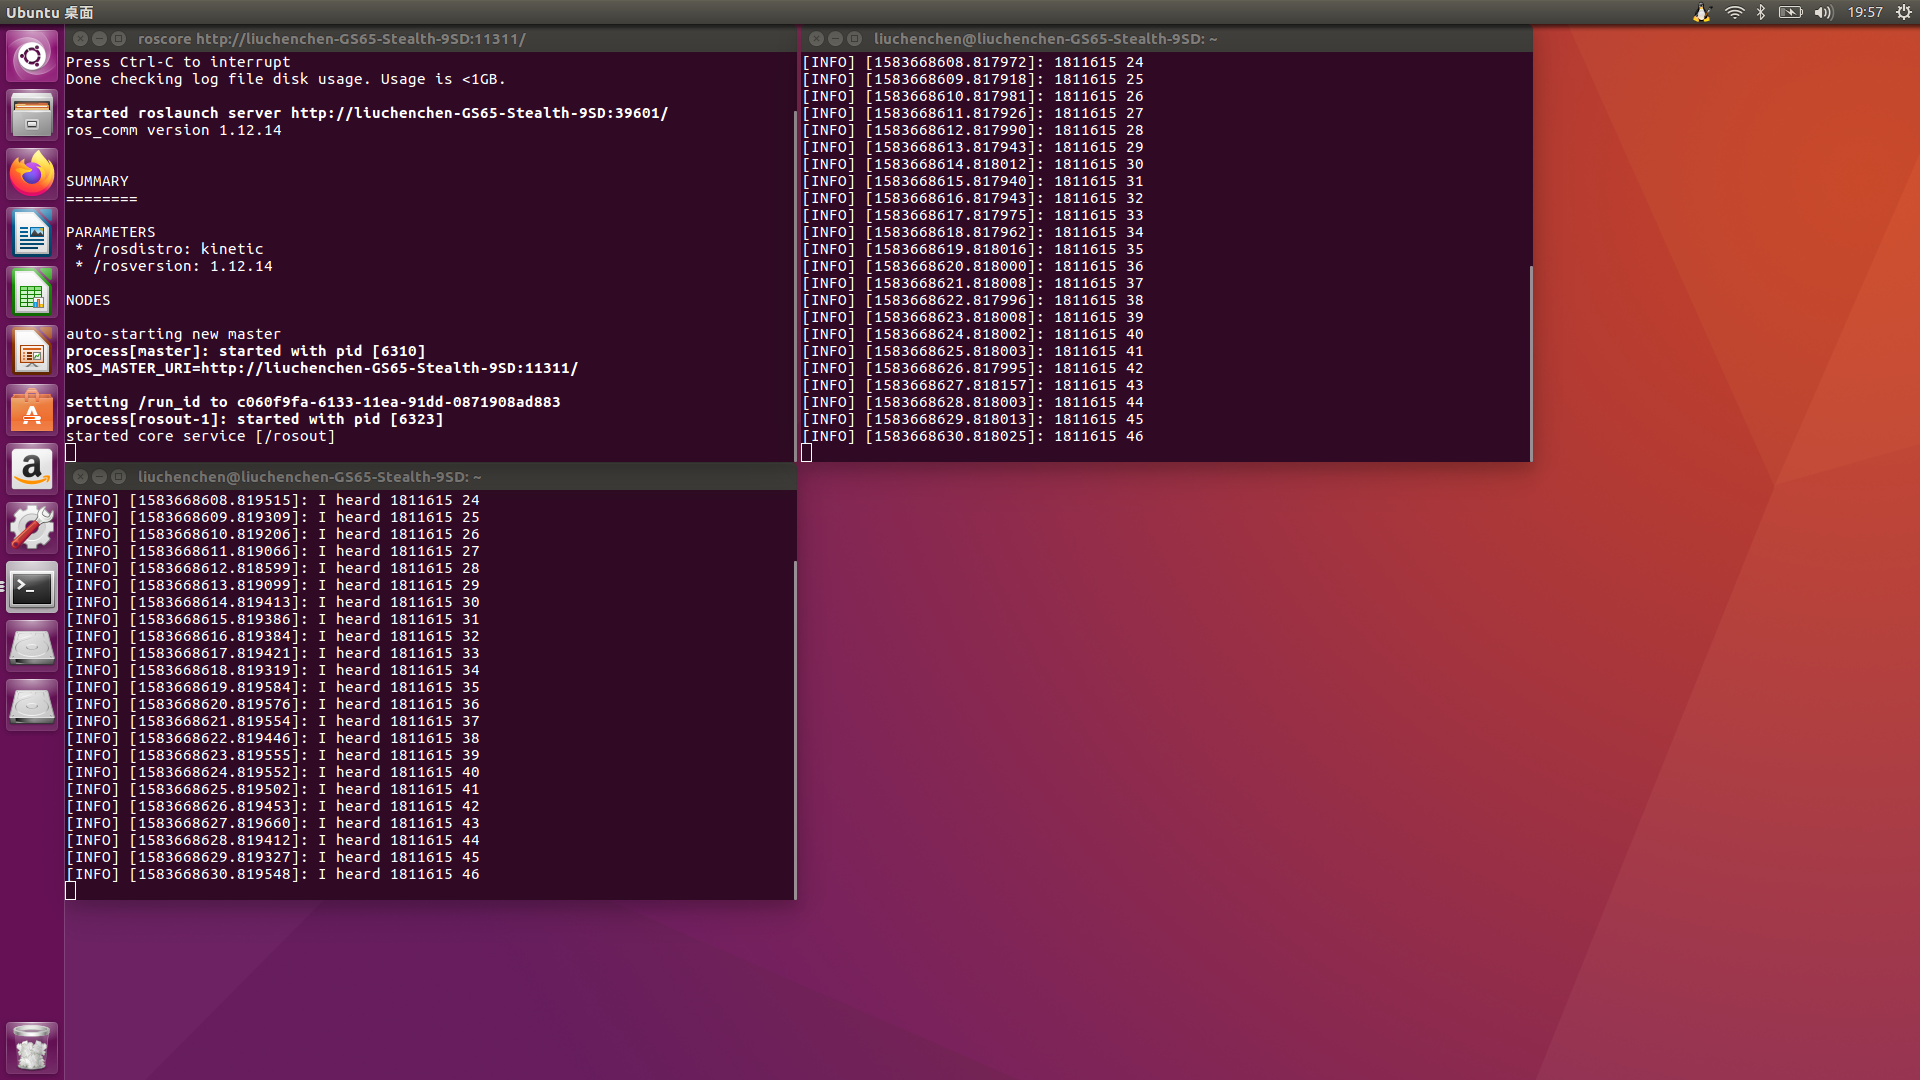 Ubuntu 桌面
19:57
roscore http://liuchenchen-GS65-Stealth-9SD:11311/
Press Ctrl-C to interrupt
Done checking log file disk usage. Usage is <1GB.
started roslaunch server http://liuchenchen-GS65-Stealth-9SD:39601/
ros_comm version 1.12.14
SUMMARY
========
PARAMETERS
* /rosdistro: kinetic
* /rosversion: 1.12.14
NODES
auto-starting new master
process[master]: started with pid [6310]
ROS_MASTER_URI=http://liuchenchen-GS65-Stealth-9SD:11311/
setting /run_id to c060f9fa-6133-11ea-91dd-0871908ad883
process[rosout-1]: started with pid [6323]
started core service [/rosout]
liuchenchen@liuchenchen-GS65-Stealth-9SD: ~
[INFO] [1583668608.817972]: 1811615 24
[INFO] [1583668609.817918]: 1811615 25
[INFO] [1583668610.817981]: 1811615 26
[INFO] [1583668611.817926]: 1811615 27
[INFO] [1583668612.817990]: 1811615 28
[INFO] [1583668613.817943]: 1811615 29
[INFO] [1583668614.818012]: 1811615 30
[INFO] [1583668615.817940]: 1811615 31
[INFO] [1583668616.817943]: 1811615 32
[INFO] [1583668617.817975]: 1811615 33
[INFO] [1583668618.817962]: 1811615 34
[INFO] [1583668619.818016]: 1811615 35
[INFO] [1583668620.818000]: 1811615 36
[INFO] [1583668621.818008]: 1811615 37
[INFO] [1583668622.817996]: 1811615 38
[INFO] [1583668623.818008]: 1811615 39
[INFO] [1583668624.818002]: 1811615 40
[INFO] [1583668625.818003]: 1811615 41
[INFO] [1583668626.817995]: 1811615 42
[INFO] [1583668627.818157]: 1811615 43
[INFO] [1583668628.818003]: 1811615 44
[INFO] [1583668629.818013]: 1811615 45
[INFO] [1583668630.818025]: 1811615 46
liuchenchen@liuchenchen-GS65-Stealth-9SD: ~
[INFO] [1583668608.819515]: I heard 1811615 24
[INFO] [1583668609.819309]: I heard 1811615 25
[INFO] [1583668610.819206]: I heard 1811615 26
[INFO] [1583668611.819066]: I heard 1811615 27
[INFO] [1583668612.818599]: I heard 1811615 28
[INFO] [1583668613.819099]: I heard 1811615 29
[INFO] [1583668614.819413]: I heard 1811615 30
[INFO] [1583668615.819386]: I heard 1811615 31
[INFO] [1583668616.819384]: I heard 1811615 32
[INFO] [1583668617.819421]: I heard 1811615 33
[INFO] [1583668618.819319]: I heard 1811615 34
[INFO] [1583668619.819584]: I heard 1811615 35
[INFO] [1583668620.819576]: I heard 1811615 36
[INFO] [1583668621.819554]: I heard 1811615 37
[INFO] [1583668622.819446]: I heard 1811615 38
[INFO] [1583668623.819555]: I heard 1811615 39
[INFO] [1583668624.819552]: I heard 1811615 40
[INFO] [1583668625.819502]: I heard 1811615 41
[INFO] [1583668626.819453]: I heard 1811615 42
[INFO] [1583668627.819660]: I heard 1811615 43
[INFO] [1583668628.819412]: I heard 1811615 44
[INFO] [1583668629.819327]: I heard 1811615 45
[INFO] [1583668630.819548]: I heard 1811615 46